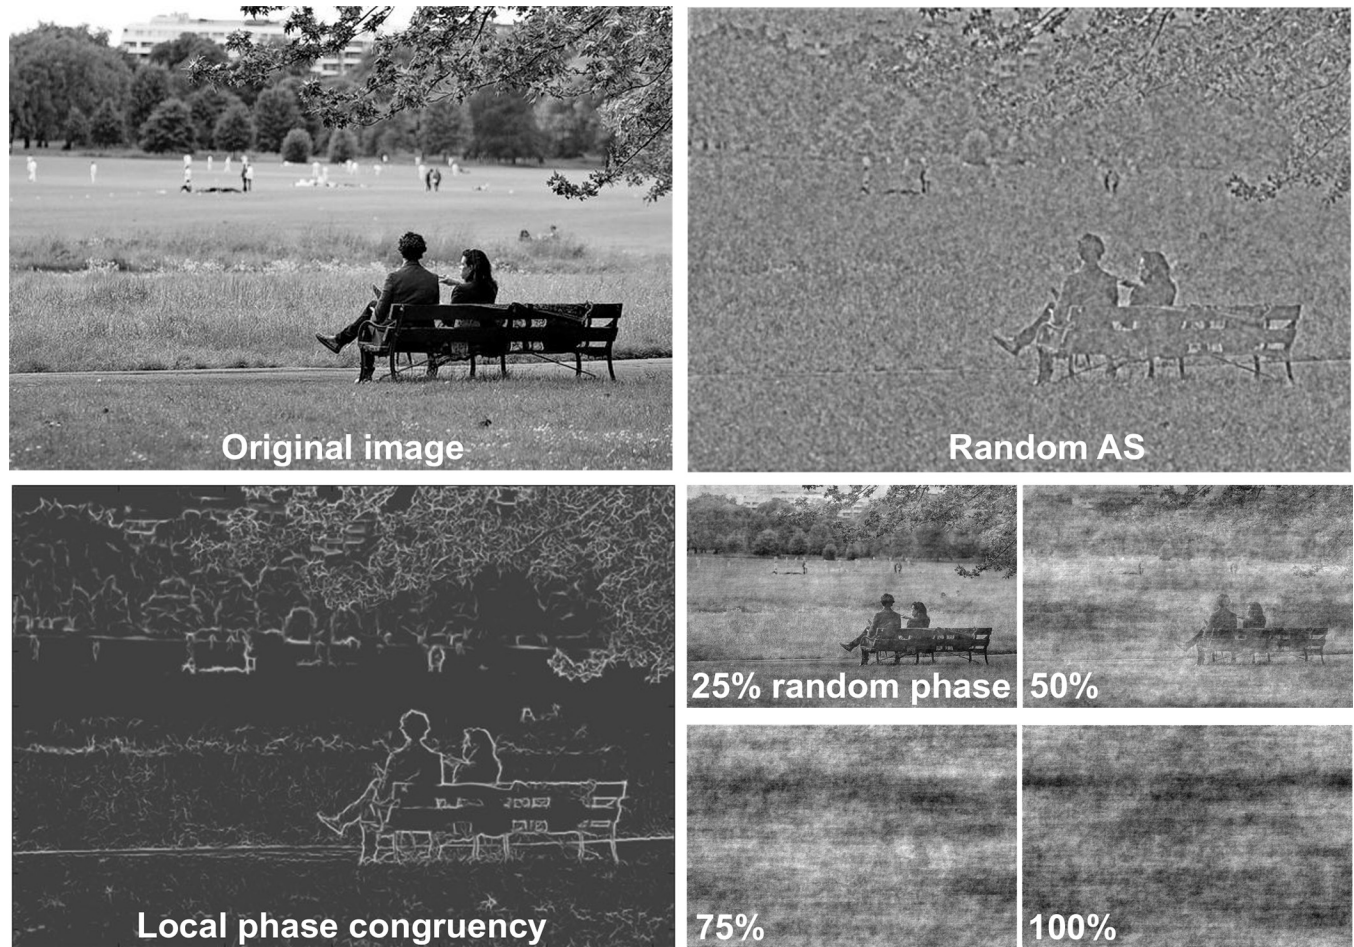 Original image
Random AS
Local phase congruency
25% random phase
50%
75%
100%